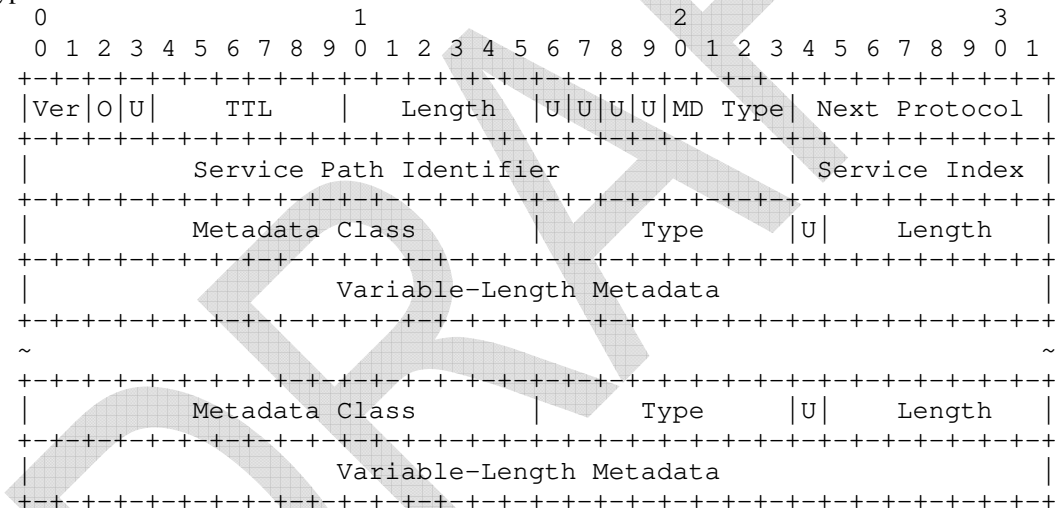 0                   1                   2                   3
0 1 2 3 4 5 6 7 8 9 0 1 2 3 4 5 6 7 8 9 0 1 2 3 4 5 6 7 8 9 0 1
+-+-+-+-+-+-+-+-+-+-+-+-+-+-+-+-+-+-+-+-+-+-+-+-+-+-+-+-+-+-+-+-+
|Ver|O|U|    TTL    |   Length  |U|U|U|U|MD Type| Next Protocol |
+-+-+-+-+-+-+-+-+-+-+-+-+-+-+-+-+-+-+-+-+-+-+-+-+-+-+-+-+-+-+-+-+
|          Service Path Identifier              | Service Index |
+-+-+-+-+-+-+-+-+-+-+-+-+-+-+-+-+-+-+-+-+-+-+-+-+-+-+-+-+-+-+-+-+
|          Metadata Class       |      Type     |U|    Length   |
+-+-+-+-+-+-+-+-+-+-+-+-+-+-+-+-+-+-+-+-+-+-+-+-+-+-+-+-+-+-+-+-+
|                   Variable-Length Metadata                    |
+-+-+-+-+-+-+-+-+-+-+-+-+-+-+-+-+-+-+-+-+-+-+-+-+-+-+-+-+-+-+-+-+
~                                                               ~
+-+-+-+-+-+-+-+-+-+-+-+-+-+-+-+-+-+-+-+-+-+-+-+-+-+-+-+-+-+-+-+-+
|          Metadata Class       |      Type     |U|    Length   |
+-+-+-+-+-+-+-+-+-+-+-+-+-+-+-+-+-+-+-+-+-+-+-+-+-+-+-+-+-+-+-+-+
|                   Variable-Length Metadata                    |
+-+-+-+-+-+-+-+-+-+-+-+-+-+-+-+-+-+-+-+-+-+-+-+-+-+-+-+-+-+-+-+-+